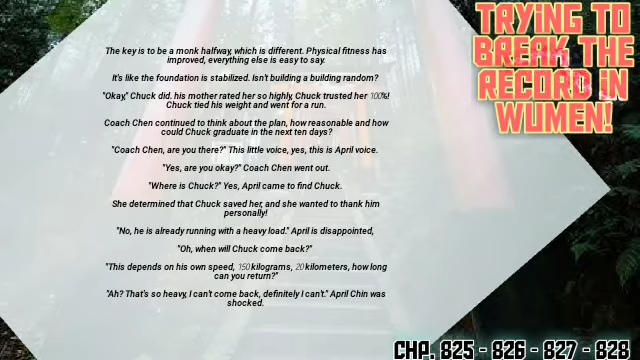 The key is to be a monk halfway, which is different. Physical fitness has
improved, everything else is easy to say.
It's like the foundation is stabilized. Isn't building a building random?
"Okay," Chuck did. his mother rated her so highly, Chuck trusted her 100%!
Chuck tied his weight and went for a run.
Coach Chen continued to think about the plan, how reasonable and how
could Chuck graduate in the next ten days?
"Coach Chen, are you there?" This little voice, yes, this is April voice.
"Yes, are you okay?" Coach Chen went out.
"Where is Chuck?" Yes, April came to find Chuck.
She determined that Chuck saved her, and she wanted to thank him
personally!
"No, he is already running with a heavy load." April is disappointed,
"Oh, when will Chuck come back?"
"This depends on his own speed, 150kilograms, 20kilometers, how long
can you return?"
"Ah? That's so heavy, I can't come back, definitely I can't." April Chin was
shocked.
TRYING TO
BREAK THE
RECORD IN
WUMEN!
CHP. 825 - 826 - 827 - 828